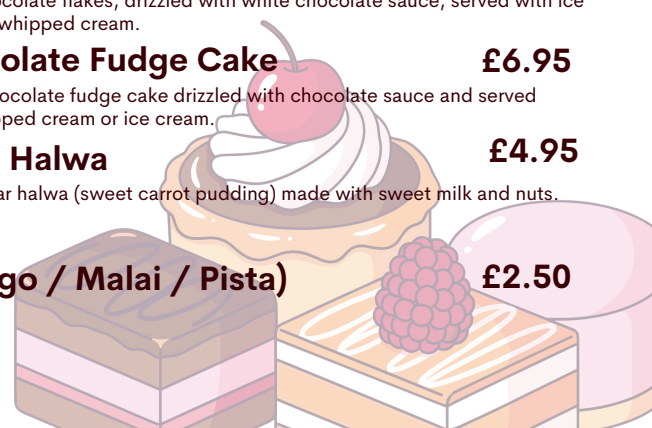 ocolate flakes, drizzled with white chocolate sauce, served with ice
whipped cream.
olate Fudge Cake £6.95
ocolate fudge cake drizzled with chocolate sauce and served
ped cream or ice cream.
Halwa £4.95
ar halwa (sweet carrot pudding) made with sweet milk and nuts.
go / Malai / Pista) £2.50